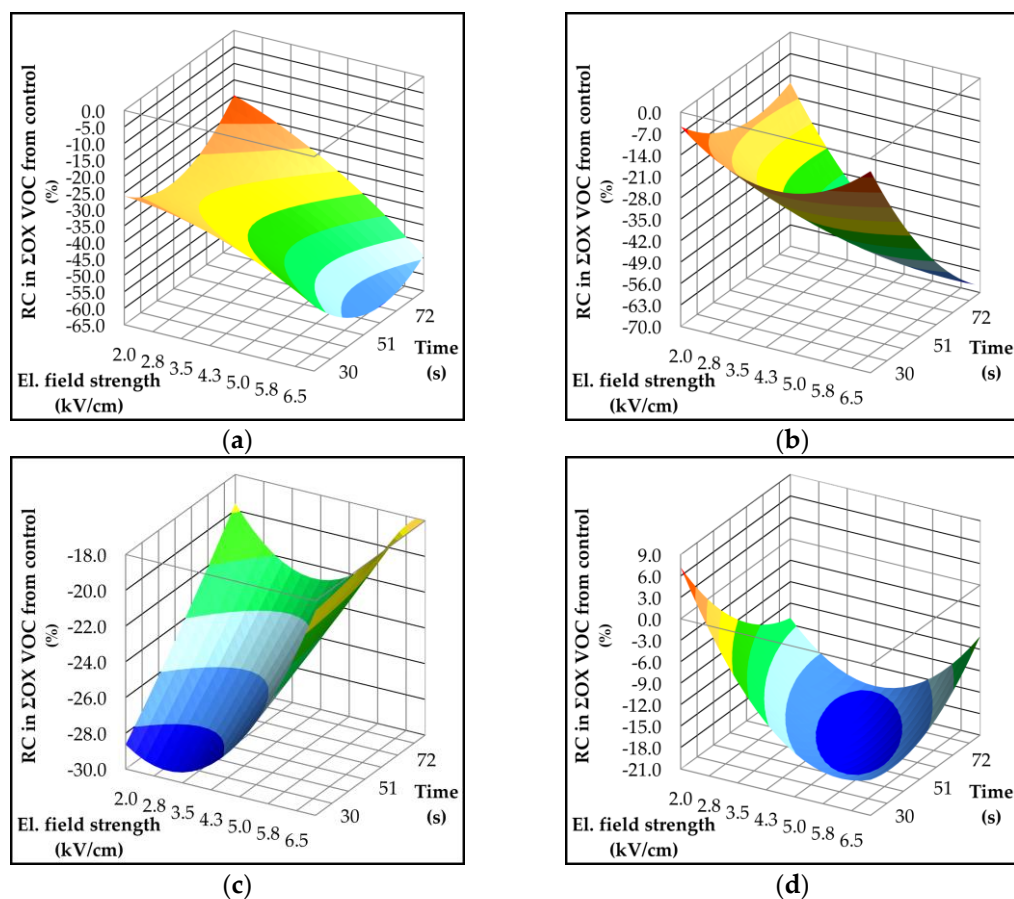 RC in ΣOX VOC from control
(%)
0.0
-5.0
-10.0
-15.0
-20.0
-25.0
-30.0
-35.0
-40.0
-45.0
-50.0
-55.0
-60.0
-65.0
2.0 2.8 3.5 4.3 5.0 5.8 6.5
El. field strength
(kV/cm)
30 51 72
Time
(s)
(a)
RC in ΣOX VOC from control
(%)
0.0
-7.0
-14.0
-21.0
-28.0
-35.0
-42.0
-49.0
-56.0
-63.0
-70.0
2.0 2.8 3.5 4.3 5.0 5.8 6.5
El. field strength
(kV/cm)
30 51 72
Time
(s)
(b)
RC in ΣOX VOC from control
(%)
-18.0
-20.0
-22.0
-24.0
-26.0
-28.0
-30.0
2.0 2.8 3.5 4.3 5.0 5.8 6.5
El. field strength
(kV/cm)
30 51 72
Time
(s)
(c)
RC in ΣOX VOC from control
(%)
9.0
6.0
3.0
0.0
-3.0
-6.0
-9.0
-12.0
-15.0
-18.0
-21.0
2.0 2.8 3.5 4.3 5.0 5.8 6.5
El. field strength
(kV/cm)
30 51 72
Time
(s)
(d)